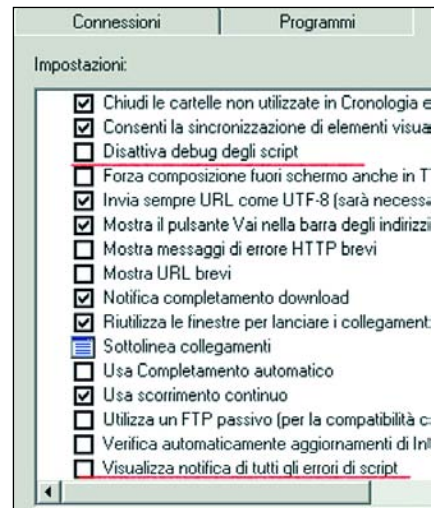 Connessioni Programmi
Impostazioni:
Chiudi le cartelle non utilizzate in Cronologia e
Consenti la sincronizzazione di elementi visua
Disattiva debug degli script
Forza composizione fuori schermo anche in T
Invia sempre URL come UTF-8 (sarà necessa
Mostra il pulsante Vai nella barra degli indirizzi
Mostra messaggi di errore HTTP brevi
Mostra URL brevi
Notifica completamento download
Riutilizza le finestre per lanciare i collegament
Sottolinea collegamenti
Usa Completamento automatico
Usa scorrimento continuo
Utilizza un FTP passivo (per la compatibilità c
Verifica automaticamente aggiornamenti di Int
Visualizza notifica di tutti gli errori di script